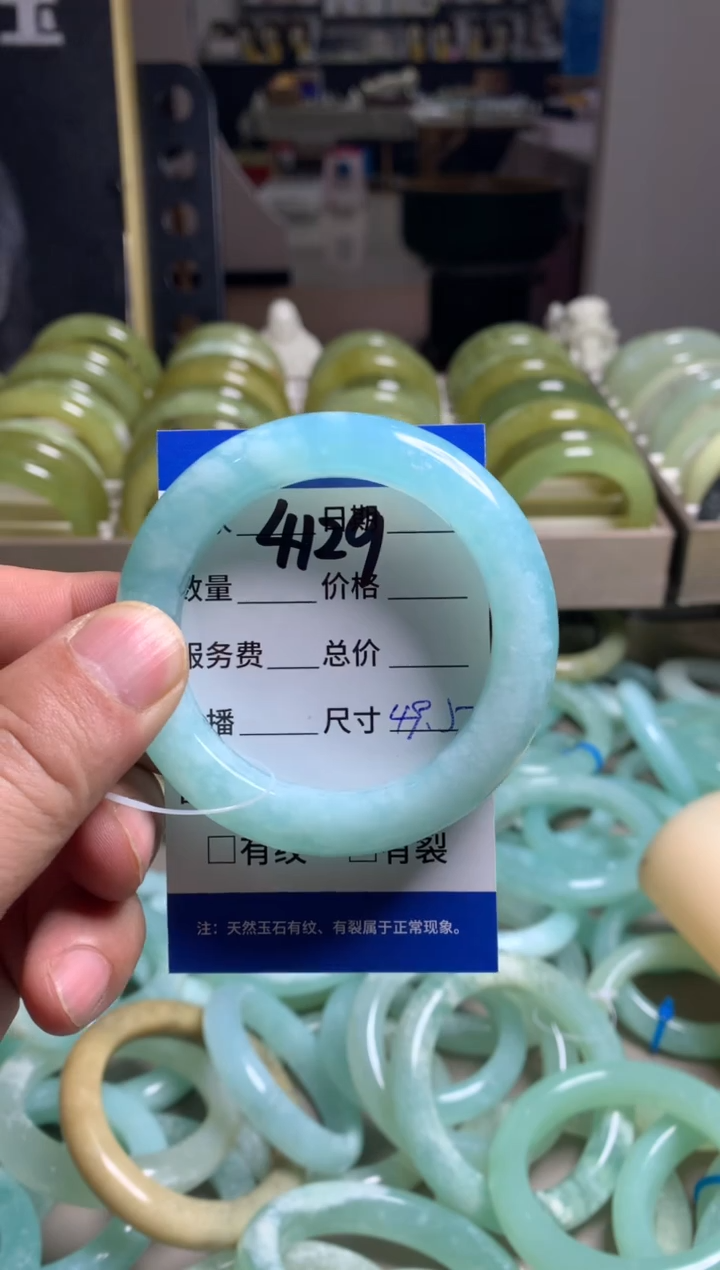 日期
4129
数量 价格
服务费 总价
播 尺寸 49.5
□有纹 □有裂
注：天然玉石有纹、有裂属于正常现象。